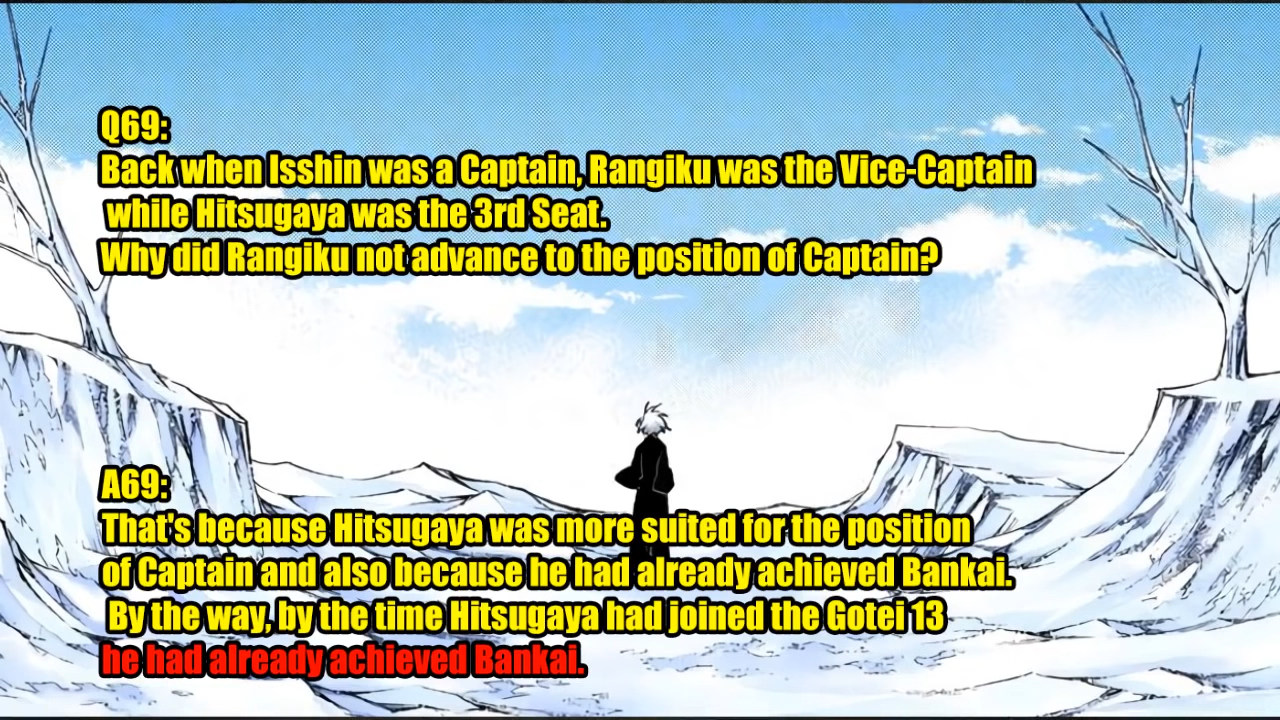 Q69:
Back when Isshin was a Captain, Rangiku was the Vice-Captain
while Hitsugaya was the 3rd Seat.
Why did Rangiku not advance to the position of Captain?
A69:
That's because Hitsugaya was more suited for the position
of Captain and also because he had already achieved Bankai.
By the way, by the time Hitsugaya had joined the Gotei 13
he had already achieved Bankai.